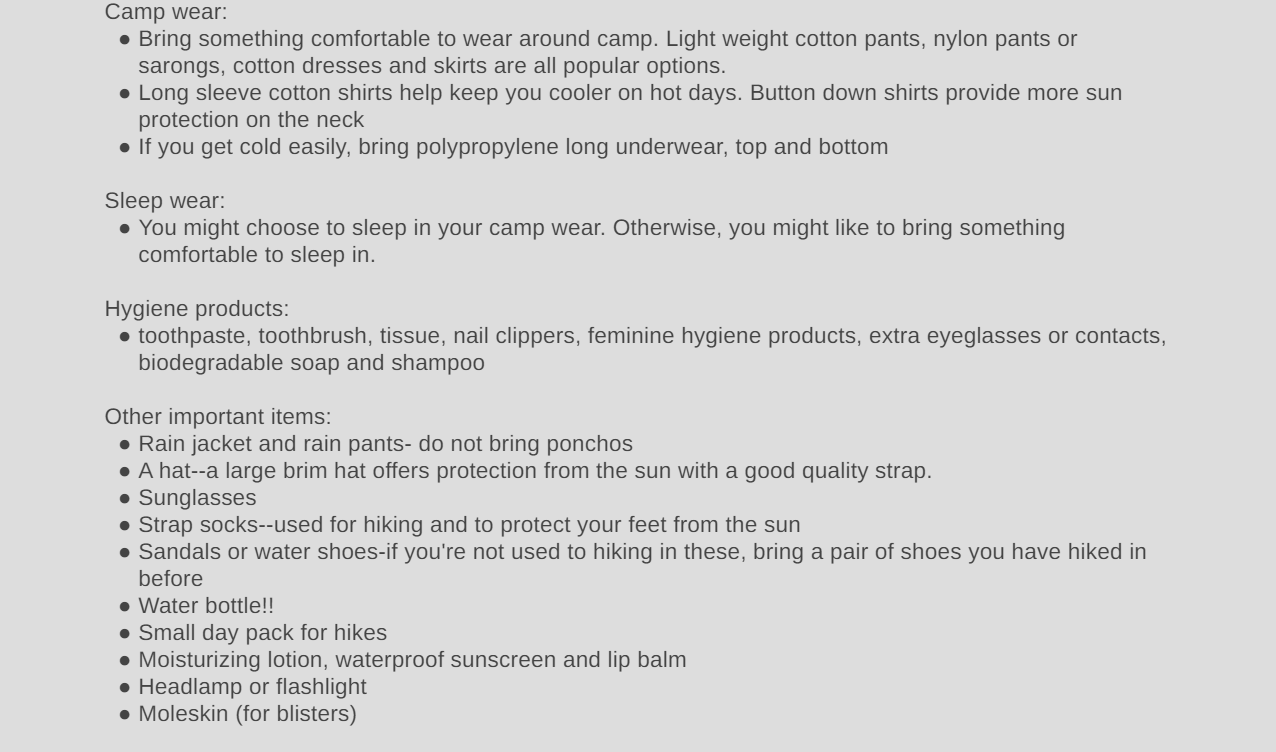 Camp wear:
● Bring something comfortable to wear around camp. Light weight cotton pants, nylon pants or
sarongs, cotton dresses and skirts are all popular options.
● Long sleeve cotton shirts help keep you cooler on hot days. Button down shirts provide more sun
protection on the neck
● If you get cold easily, bring polypropylene long underwear, top and bottom
Sleep wear:
● You might choose to sleep in your camp wear. Otherwise, you might like to bring something
comfortable to sleep in.
Hygiene products:
● toothpaste, toothbrush, tissue, nail clippers, feminine hygiene products, extra eyeglasses or contacts,
biodegradable soap and shampoo
Other important items:
● Rain jacket and rain pants- do not bring ponchos
● A hat--a large brim hat offers protection from the sun with a good quality strap.
● Sunglasses
● Strap socks--used for hiking and to protect your feet from the sun
● Sandals or water shoes-if you're not used to hiking in these, bring a pair of shoes you have hiked in
before
● Water bottle!!
● Small day pack for hikes
● Moisturizing lotion, waterproof sunscreen and lip balm
● Headlamp or flashlight
● Moleskin (for blisters)